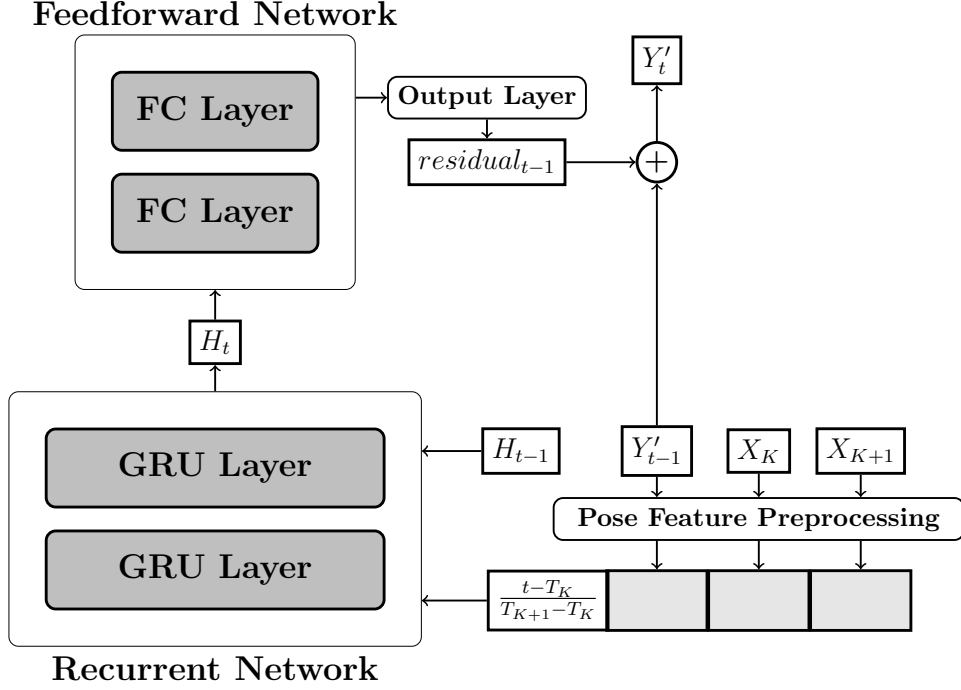 Feedforward Network
FC Layer
FC Layer
Output Layer
residual_{t−1}
Y′_t
+
H_t
GRU Layer
GRU Layer
H_{t−1}
Y′_{t−1}
X_K
X_{K+1}
Pose Feature Preprocessing
\frac{t−T_K}{T_{K+1}−T_K}
Recurrent Network